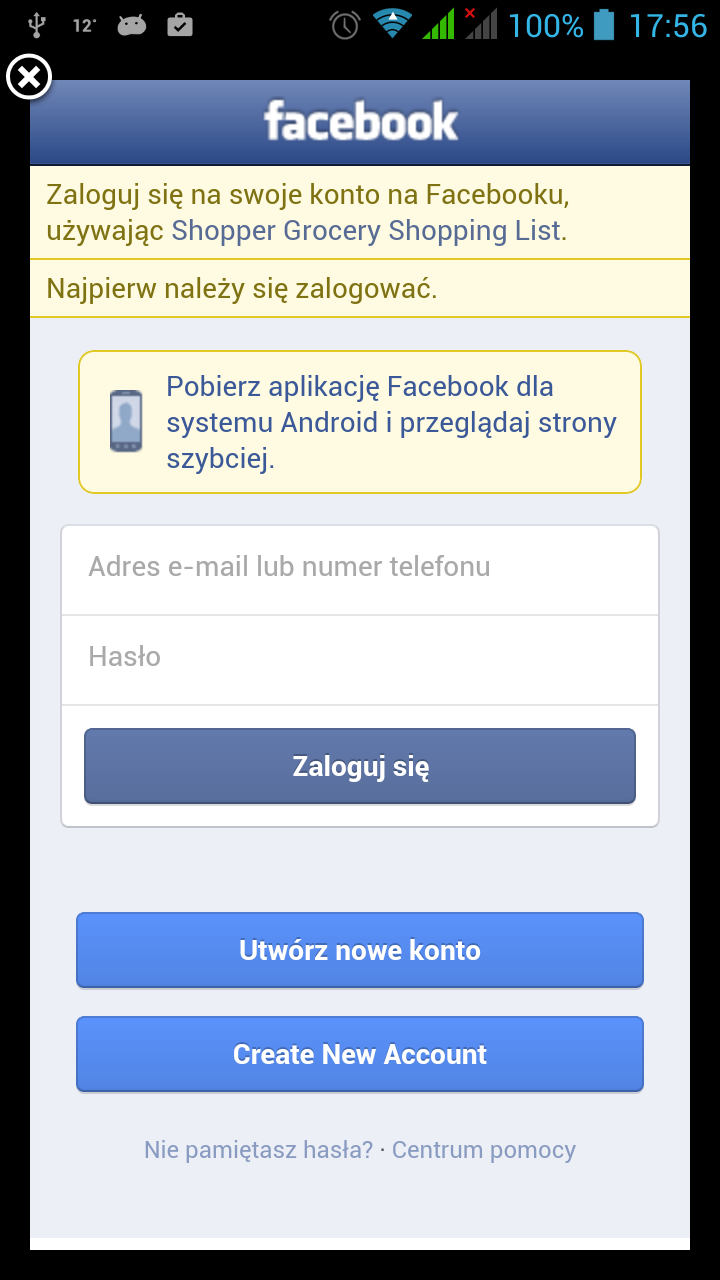 12° 100% 17:56
facebook
Zaloguj się na swoje konto na Facebooku,
używając Shopper Grocery Shopping List.
Najpierw należy się zalogować.
Pobierz aplikację Facebook dla
systemu Android i przeglądaj strony
szybciej.
Adres e-mail lub numer telefonu
Hasło
Zaloguj się
Utwórz nowe konto
Create New Account
Nie pamiętasz hasła? · Centrum pomocy